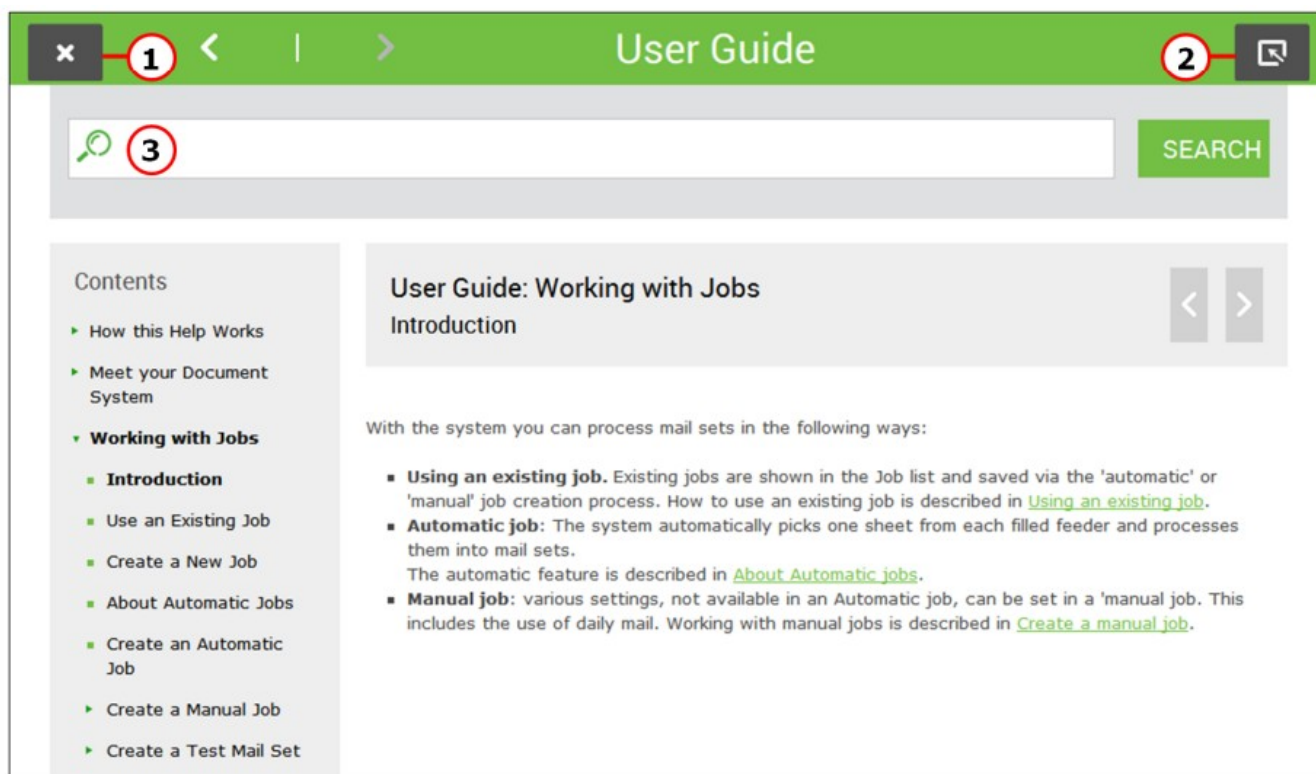 User Guide
1
2
3
SEARCH
Contents
How this Help Works
Meet your Document
System
Working with Jobs
Introduction
Use an Existing Job
Create a New Job
About Automatic Jobs
Create an Automatic
Job
Create a Manual Job
Create a Test Mail Set
User Guide: Working with Jobs
Introduction
With the system you can process mail sets in the following ways:
Using an existing job. Existing jobs are shown in the Job list and saved via the 'automatic' or
'manual' job creation process. How to use an existing job is described in Using an existing job.
Automatic job: The system automatically picks one sheet from each filled feeder and processes
them into mail sets.
The automatic feature is described in About Automatic jobs.
Manual job: various settings, not available in an Automatic job, can be set in a 'manual job. This
includes the use of daily mail. Working with manual jobs is described in Create a manual job.